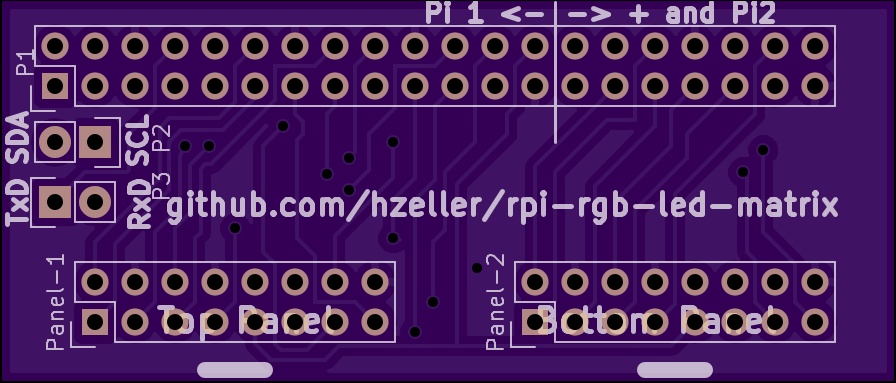 Pi 1 <-- --> + and Pi2
P1
TxD SDA
RxD SCL
P3 P2
github.com/hzeller/rpi-rgb-led-matrix
Panel-1
Top Panel
Panel-2
Bottom Panel